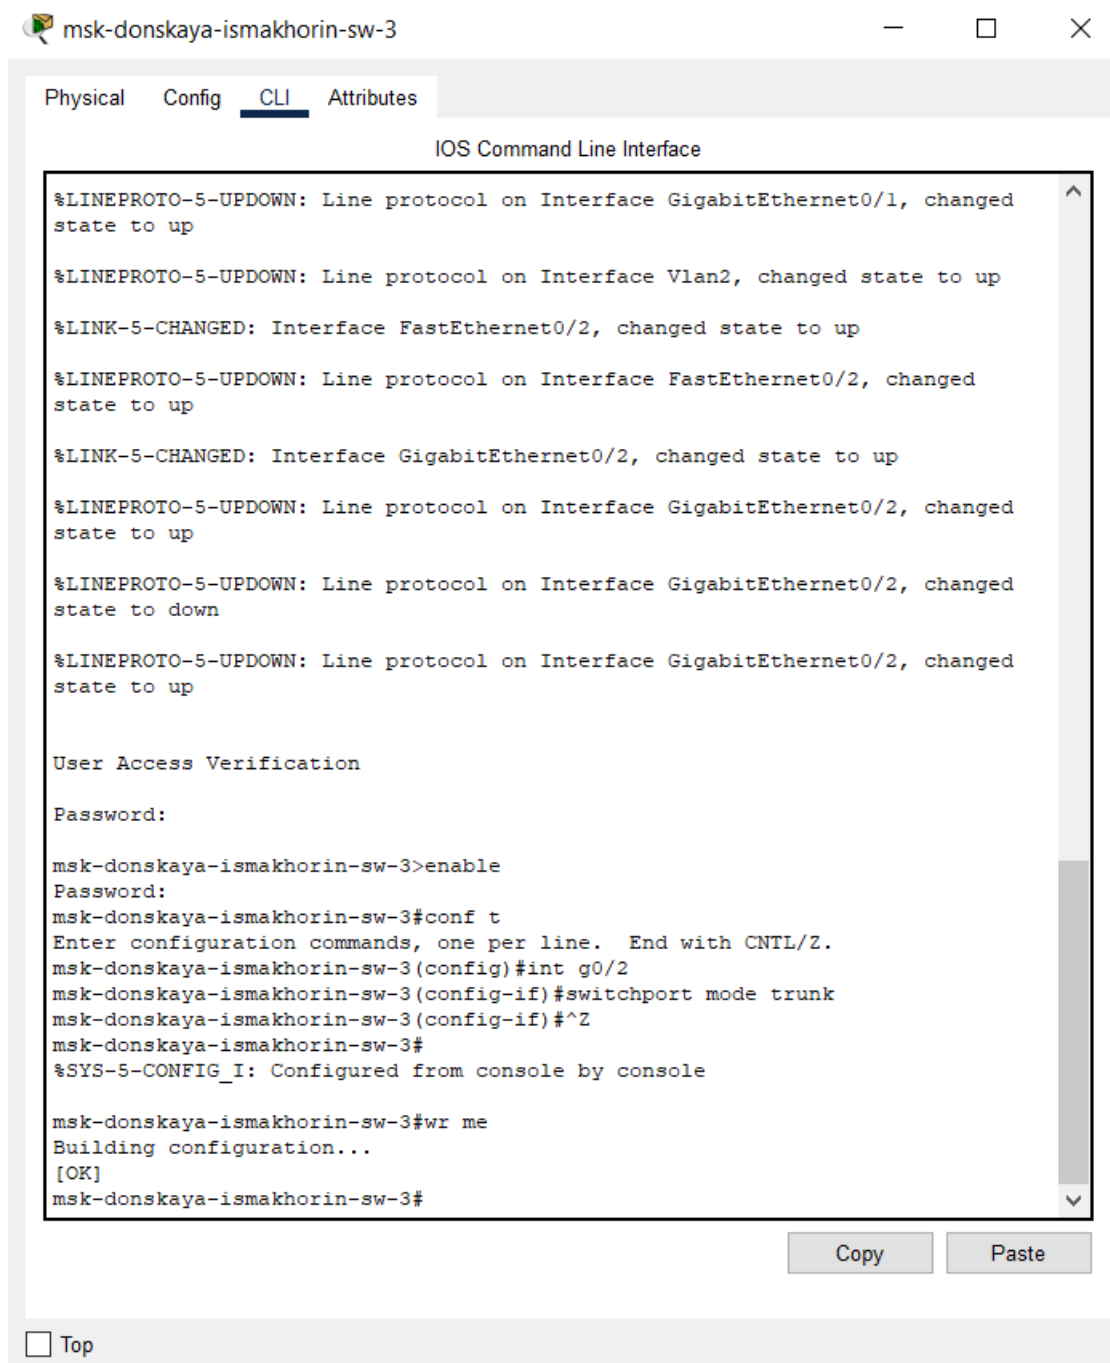 msk-donskaya-ismakhorin-sw-3
Physical Config CLI Attributes
IOS Command Line Interface
%LINEPROTO-5-UPDOWN: Line protocol on Interface GigabitEthernet0/1, changed
state to up
%LINEPROTO-5-UPDOWN: Line protocol on Interface Vlan2, changed state to up
%LINK-5-CHANGED: Interface FastEthernet0/2, changed state to up
%LINEPROTO-5-UPDOWN: Line protocol on Interface FastEthernet0/2, changed
state to up
%LINK-5-CHANGED: Interface GigabitEthernet0/2, changed state to up
%LINEPROTO-5-UPDOWN: Line protocol on Interface GigabitEthernet0/2, changed
state to up
%LINEPROTO-5-UPDOWN: Line protocol on Interface GigabitEthernet0/2, changed
state to down
%LINEPROTO-5-UPDOWN: Line protocol on Interface GigabitEthernet0/2, changed
state to up
User Access Verification
Password:
msk-donskaya-ismakhorin-sw-3>enable
Password:
msk-donskaya-ismakhorin-sw-3#conf t
Enter configuration commands, one per line.  End with CNTL/Z.
msk-donskaya-ismakhorin-sw-3(config)#int g0/2
msk-donskaya-ismakhorin-sw-3(config-if)#switchport mode trunk
msk-donskaya-ismakhorin-sw-3(config-if)#^Z
msk-donskaya-ismakhorin-sw-3#
%SYS-5-CONFIG_I: Configured from console by console
msk-donskaya-ismakhorin-sw-3#wr me
Building configuration...
[OK]
msk-donskaya-ismakhorin-sw-3#
Copy Paste
Top